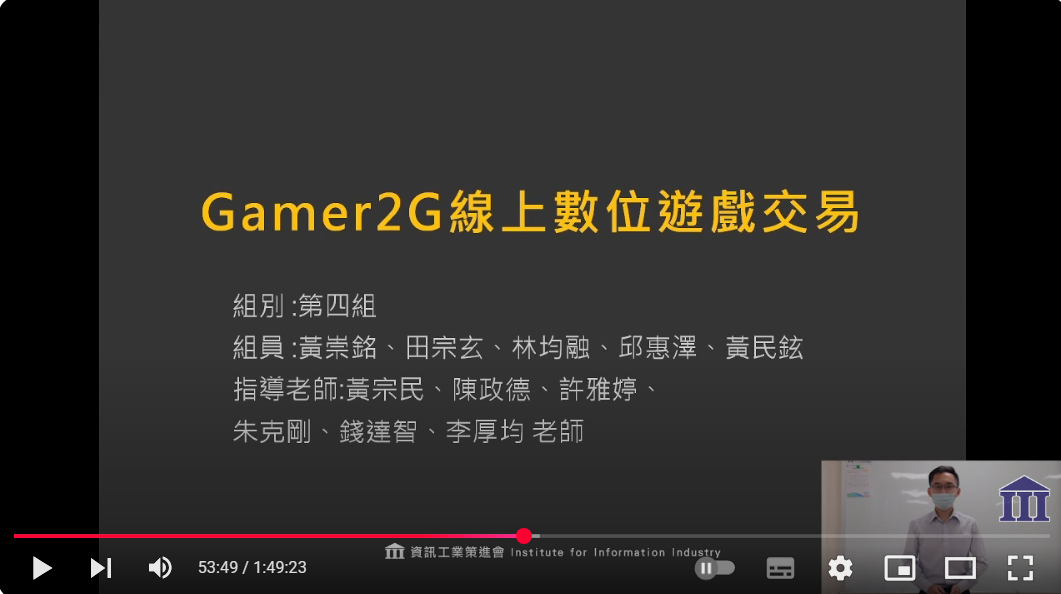 Gamer2G線上數位遊戲交易
組別 :第四組
組員 :黃崇銘、田宗玄、林均融、邱惠澤、黃民鉉
指導老師:黃宗民、陳政德、許雅婷、
朱克剛、錢達智、李厚均 老師
資訊工業策進會 Institute for Information Industry
53:49 / 1:49:23